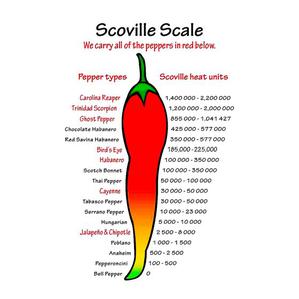 Scoville Scale
We carry all of the peppers in red below.
Pepper types Scoville heat units
Carolina Reaper 1,400 000 - 2,200 000
Trinidad Scorpion 1,200 000 - 2,000 000
Ghost Pepper 855 000 - 1,041 427
Chocolate Habanero 425 000 - 577 000
Red Savina Habanero 350 000 - 577 000
Bird's Eye 185,000 - 225,000
Habanero 100 000 - 350 000
Scotch Bonnet 100 000 - 350 000
Thai Pepper 50 000 - 100 000
Cayenne 30 000 - 50 000
Tabasco Pepper 30 000 - 50 000
Serrano Pepper 10 000 - 23 000
Hungarian 5 000 - 10 000
Jalapeño & Chipotle 2 500 - 8 000
Poblano 1 000 - 1 500
Anaheim 500 - 2 500
Pepperoncini 100 - 500
Bell Pepper 0